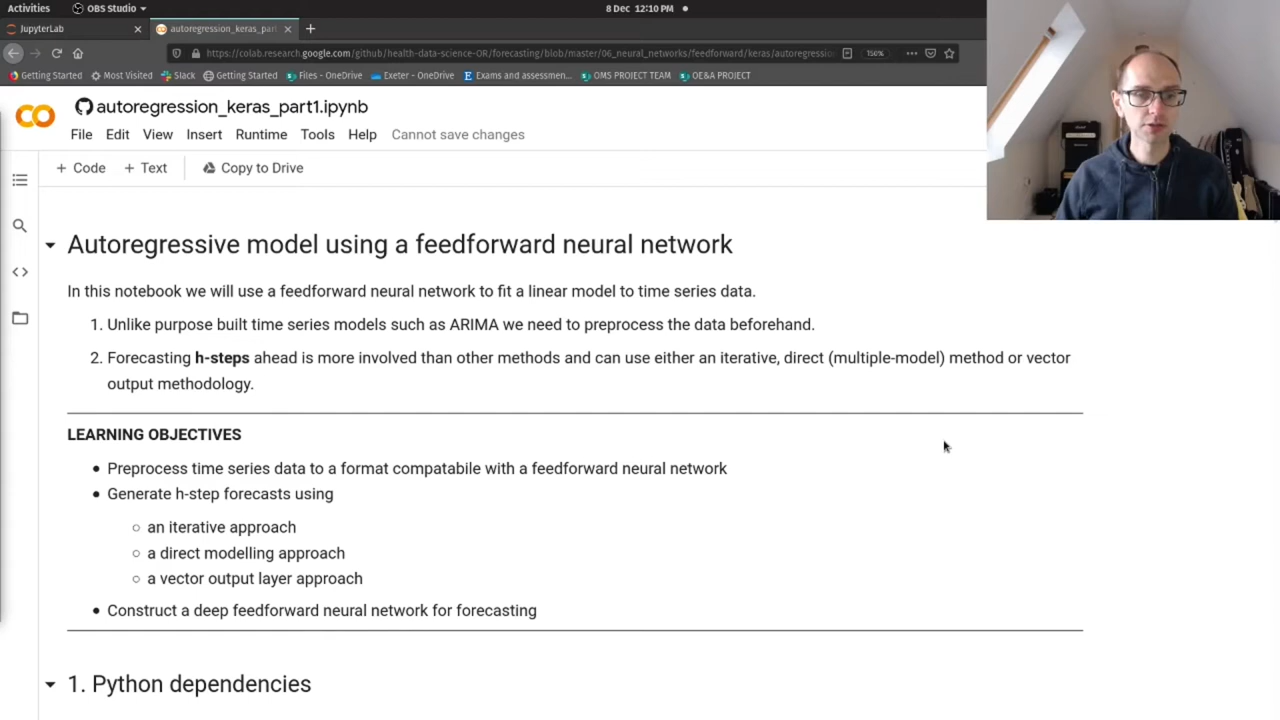 Activities
OBS Studio
8 Dec 12:10 PM
JupyterLab
autoregression_keras_part
https://colab.research.google.com/github/health-data-science-OR/forecasting/blob/master/06_neural_networks/feedforward/keras/autoregressio
150%
Getting Started
Most Visited
Slack
Getting Started
Files - OneDrive
Exeter - OneDrive
Exams and assessmen...
OMS PROJECT TEAM
OE&A PROJECT
autoregression_keras_part1.ipynb
File Edit View Insert Runtime Tools Help Cannot save changes
+ Code + Text Copy to Drive
Autoregressive model using a feedforward neural network
In this notebook we will use a feedforward neural network to fit a linear model to time series data.
1. Unlike purpose built time series models such as ARIMA we need to preprocess the data beforehand.
2. Forecasting h-steps ahead is more involved than other methods and can use either an iterative, direct (multiple-model) method or vector
output methodology.
LEARNING OBJECTIVES
• Preprocess time series data to a format compatabile with a feedforward neural network
• Generate h-step forecasts using
○ an iterative approach
○ a direct modelling approach
○ a vector output layer approach
• Construct a deep feedforward neural network for forecasting
1. Python dependencies